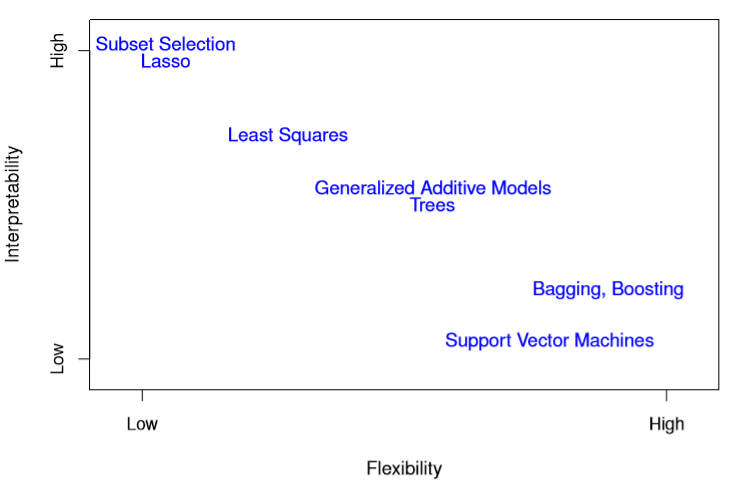 High
Subset Selection
Lasso
Least Squares
Generalized Additive Models
Trees
Interpretability
Bagging, Boosting
Support Vector Machines
Low
Low
High
Flexibility